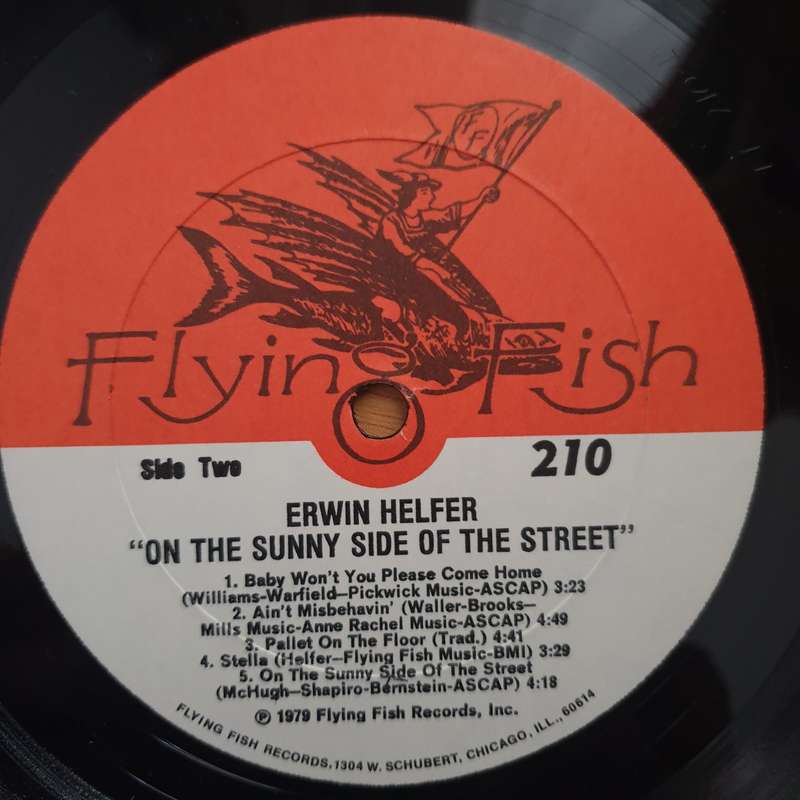 FF
Flying Fish
Side Two
210
ERWIN HELFER
"ON THE SUNNY SIDE OF THE STREET"
1. Baby Won't You Please Come Home
(Williams-Warfield—Pickwick Music-ASCAP) 3:23
2. Ain't Misbehavin' (Waller-Brooks—
Mills Music-Anne Rachel Music-ASCAP) 4:49
3. Pallet On The Floor (Trad.) 4:41
4. Stella (Helfer—Flying Fish Music-BMI) 3:29
5. On The Sunny Side Of The Street
(McHugh—Shapiro-Bernstein-ASCAP) 4:18
℗ 1979 Flying Fish Records, Inc.
FLYING FISH RECORDS, 1304 W. SCHUBERT, CHICAGO, ILL., 60614